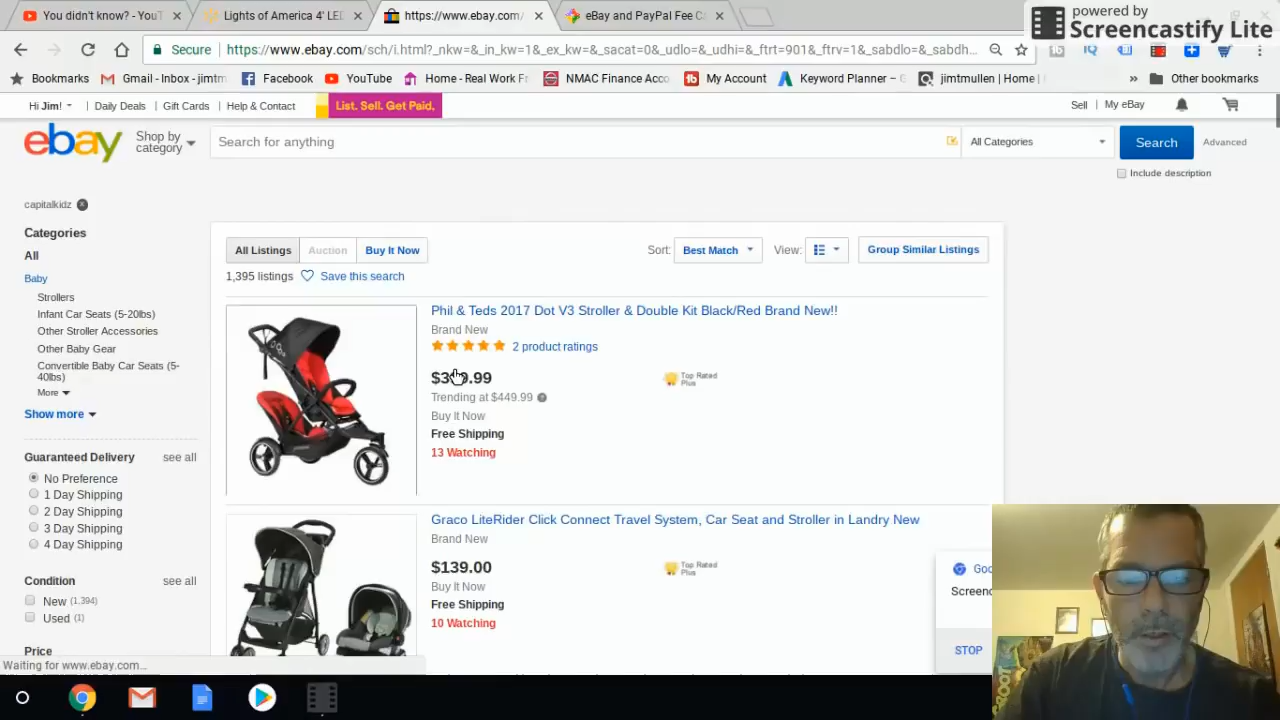 You didn't know? - YouT
Lights of America 4' LED
https://www.ebay.com/
eBay and PayPal Fee Ca
powered by
Screencastify Lite
Secure
https://www.ebay.com/sch/i.html?_nkw=&_in_kw=1&_ex_kw=&_sacat=0&_udlo=&_udhi=&_ftrt=901&_ftrv=1&_sabdlo=&_sabdh...
Bookmarks
Gmail - Inbox - jimtm
Facebook
YouTube
Home - Real Work Fr
NMAC Finance Acco
My Account
Keyword Planner – G
jimtmullen | Home |
»
Other bookmarks
Hi Jim!
Daily Deals
Gift Cards
Help & Contact
List. Sell. Get Paid.
Sell
My eBay
ebay
Shop by
category
Search for anything
All Categories
Search
Advanced
Include description
capitalkidz
Categories
All
Baby
Strollers
Infant Car Seats (5-20lbs)
Other Stroller Accessories
Other Baby Gear
Convertible Baby Car Seats (5-
40lbs)
More
Show more
Guaranteed Delivery
see all
No Preference
1 Day Shipping
2 Day Shipping
3 Day Shipping
4 Day Shipping
Condition
see all
New (1,394)
Used (1)
Price
All Listings
Auction
Buy It Now
Sort:
Best Match
View:
Group Similar Listings
1,395 listings
Save this search
Phil & Teds 2017 Dot V3 Stroller & Double Kit Black/Red Brand New!!
Brand New
2 product ratings
Top Rated
Plus
Trending at $449.99
Buy It Now
Free Shipping
13 Watching
Graco LiteRider Click Connect Travel System, Car Seat and Stroller in Landry New
Brand New
$139.00
Top Rated
Plus
Buy It Now
Free Shipping
10 Watching
Goo
Screenc
STOP
Waiting for www.ebay.com...